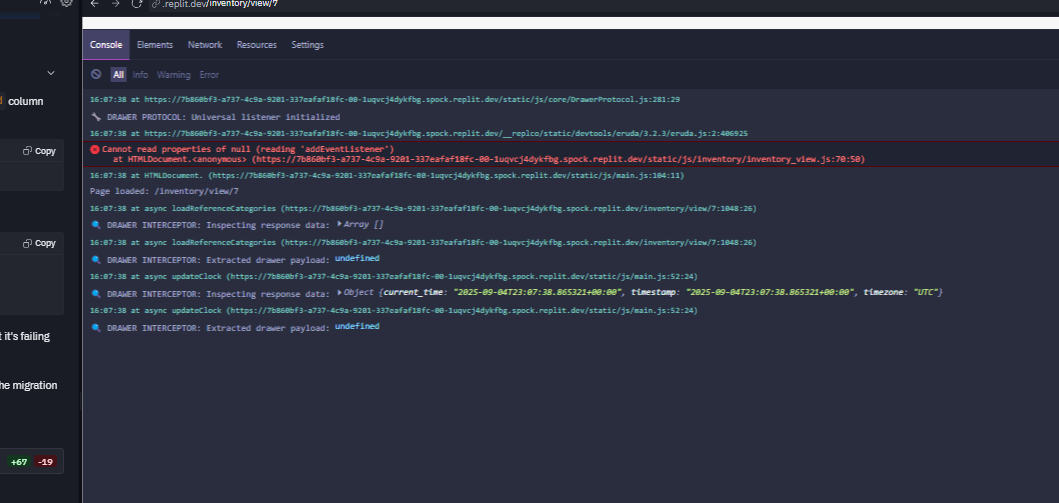 .replit.dev/inventory/view/7
Console Elements Network Resources Settings
All Info Warning Error
column
Copy
Copy
it's failing
he migration
+67 -19
16:07:38 at https://7b860bf3-a737-4c9a-9201-337eafaf18fc-00-1uqvcj4dykfbg.spock.replit.dev/static/js/core/DrawerProtocol.js:281:29
🔧 DRAWER PROTOCOL: Universal listener initialized
16:07:38 at https://7b860bf3-a737-4c9a-9201-337eafaf18fc-00-1uqvcj4dykfbg.spock.replit.dev/__replco/static/devtools/eruda/3.2.3/eruda.js:2:406925
Cannot read properties of null (reading 'addEventListener')
at HTMLDocument.<anonymous> (https://7b860bf3-a737-4c9a-9201-337eafaf18fc-00-1uqvcj4dykfbg.spock.replit.dev/static/js/inventory/inventory_view.js:70:50)
16:07:38 at HTMLDocument. (https://7b860bf3-a737-4c9a-9201-337eafaf18fc-00-1uqvcj4dykfbg.spock.replit.dev/static/js/main.js:104:11)
Page loaded: /inventory/view/7
16:07:38 at async loadReferenceCategories (https://7b860bf3-a737-4c9a-9201-337eafaf18fc-00-1uqvcj4dykfbg.spock.replit.dev/inventory/view/7:1048:26)
🔍 DRAWER INTERCEPTOR: Inspecting response data: Array []
16:07:38 at async loadReferenceCategories (https://7b860bf3-a737-4c9a-9201-337eafaf18fc-00-1uqvcj4dykfbg.spock.replit.dev/inventory/view/7:1048:26)
🔍 DRAWER INTERCEPTOR: Extracted drawer payload: undefined
16:07:38 at async updateClock (https://7b860bf3-a737-4c9a-9201-337eafaf18fc-00-1uqvcj4dykfbg.spock.replit.dev/static/js/main.js:52:24)
🔍 DRAWER INTERCEPTOR: Inspecting response data: Object {current_time: "2025-09-04T23:07:38.865321+00:00", timestamp: "2025-09-04T23:07:38.865321+00:00", timezone: "UTC"}
16:07:38 at async updateClock (https://7b860bf3-a737-4c9a-9201-337eafaf18fc-00-1uqvcj4dykfbg.spock.replit.dev/static/js/main.js:52:24)
🔍 DRAWER INTERCEPTOR: Extracted drawer payload: undefined